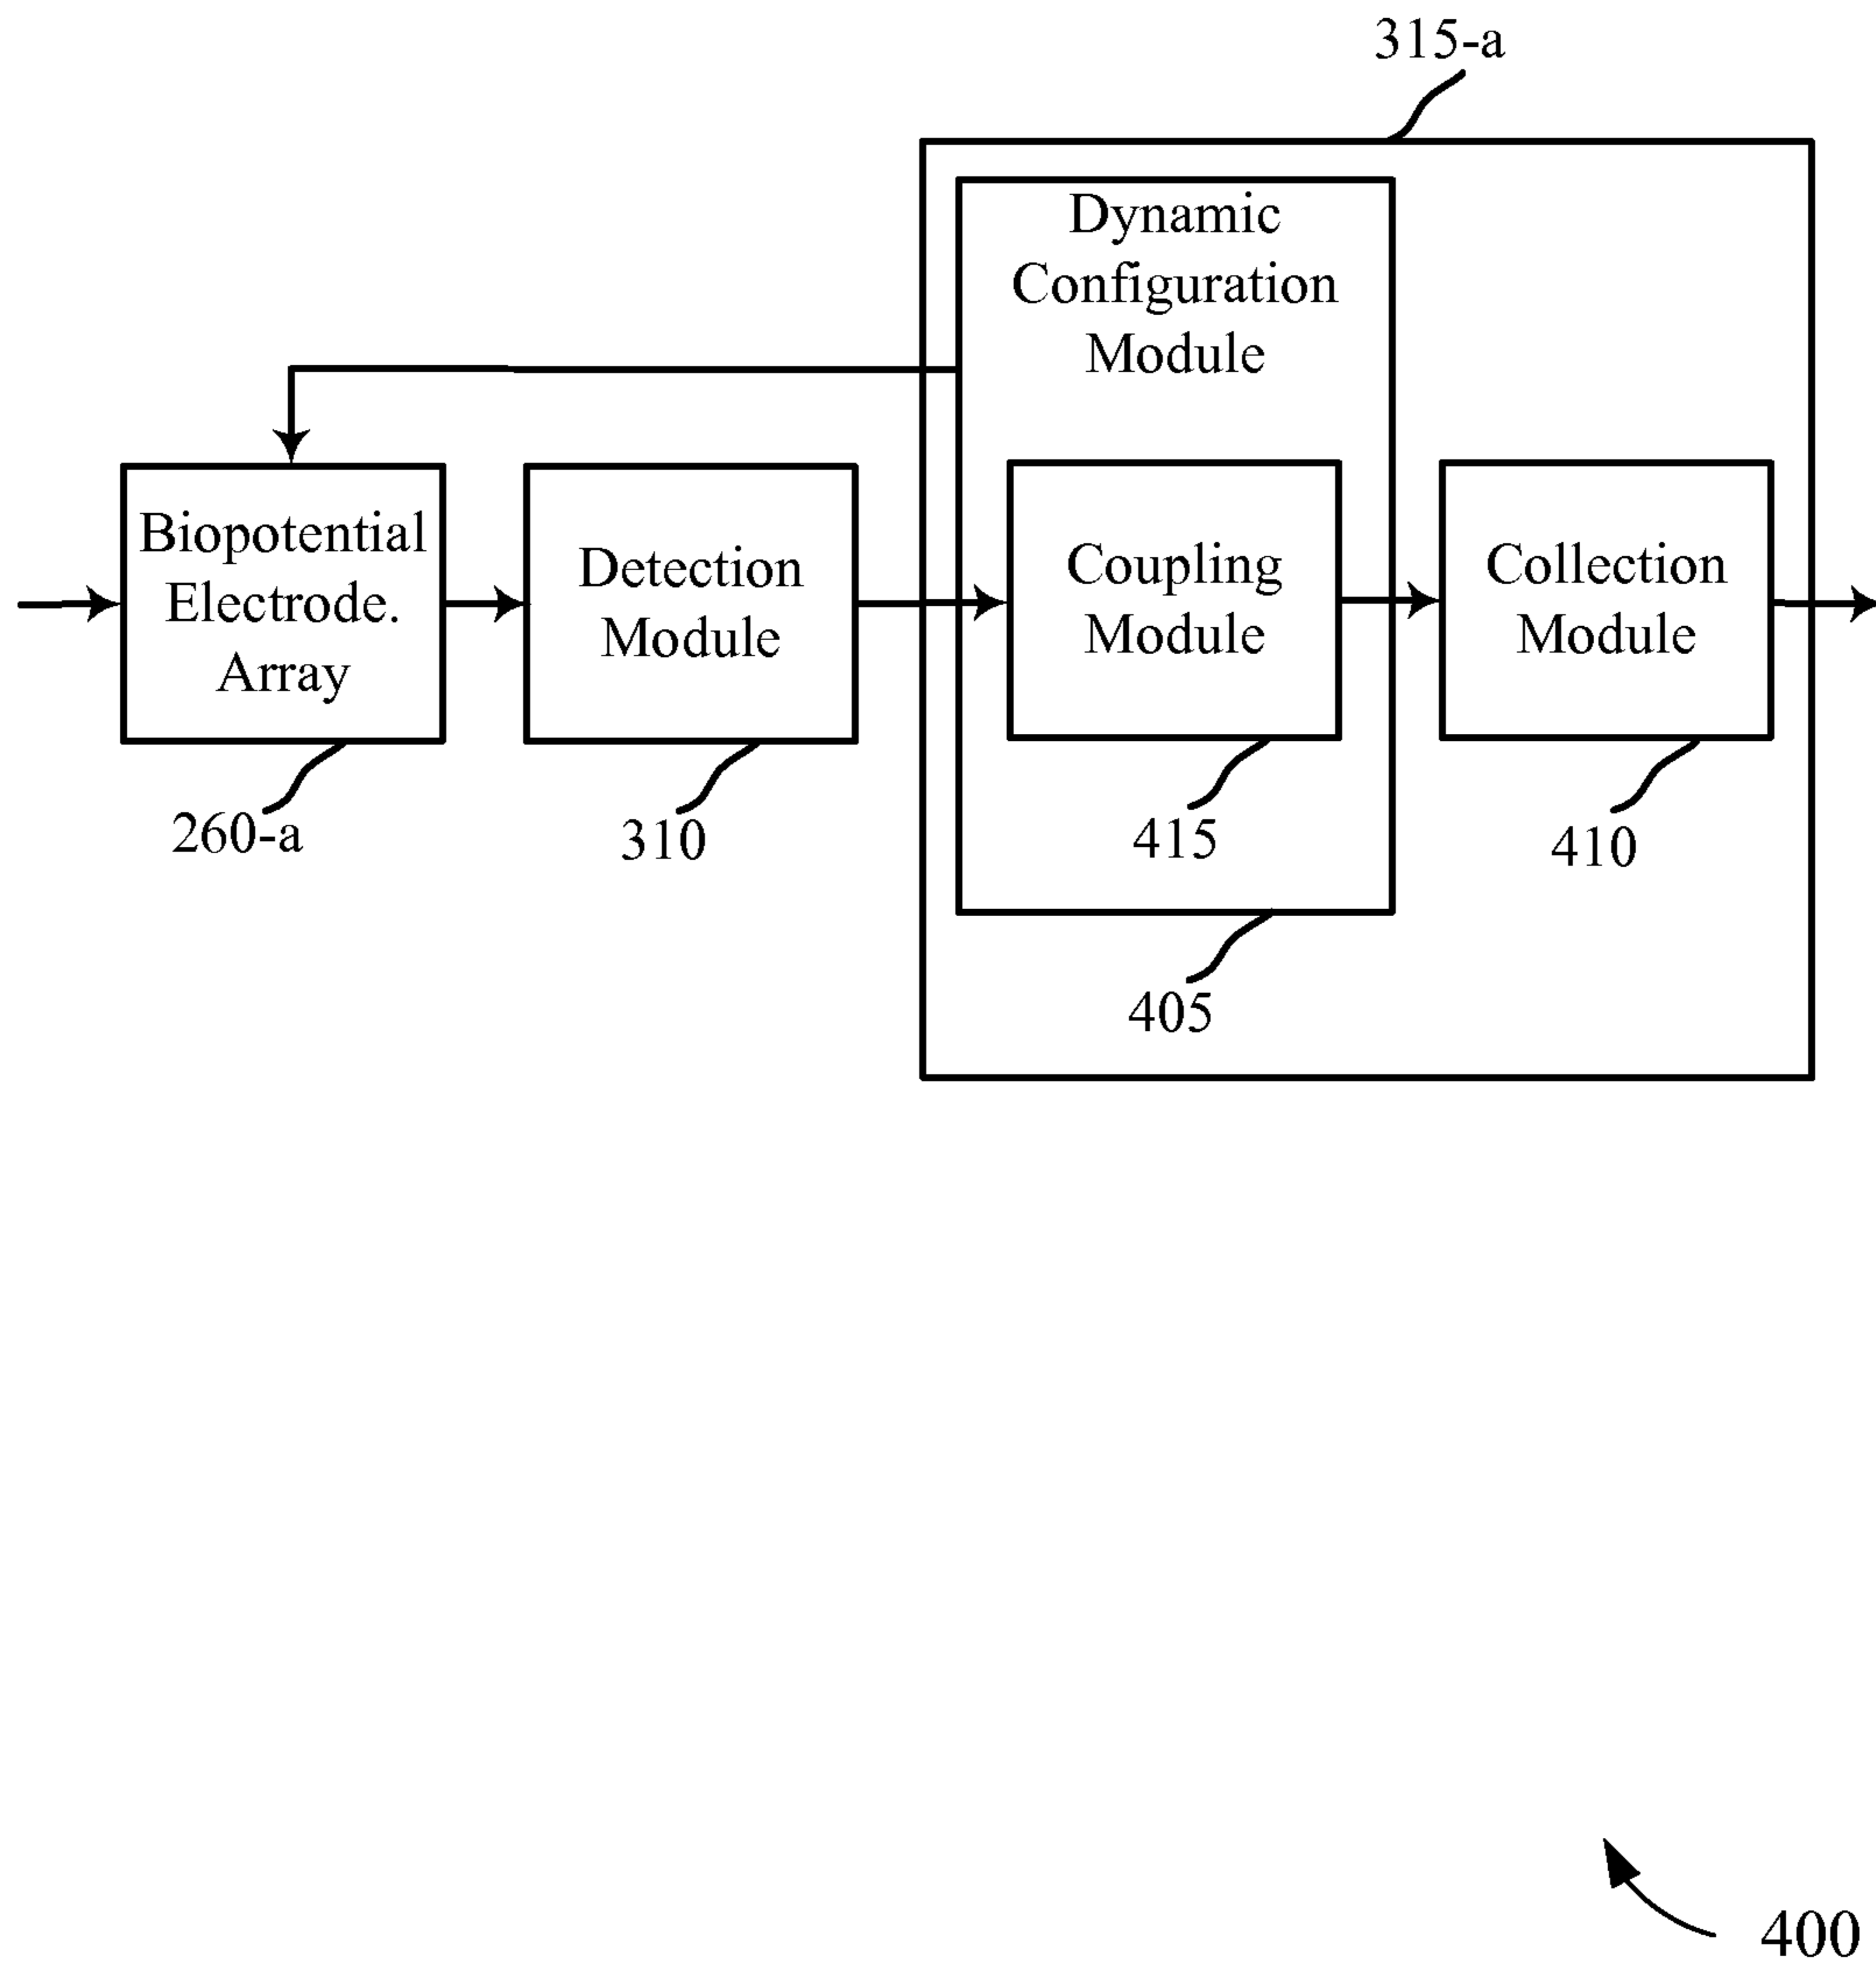 315-a
Dynamic
Configuration
Module
Biopotential
Electrode.
Array
Detection
Module
Coupling
Module
Collection
Module
260-a
310
415
410
405
400